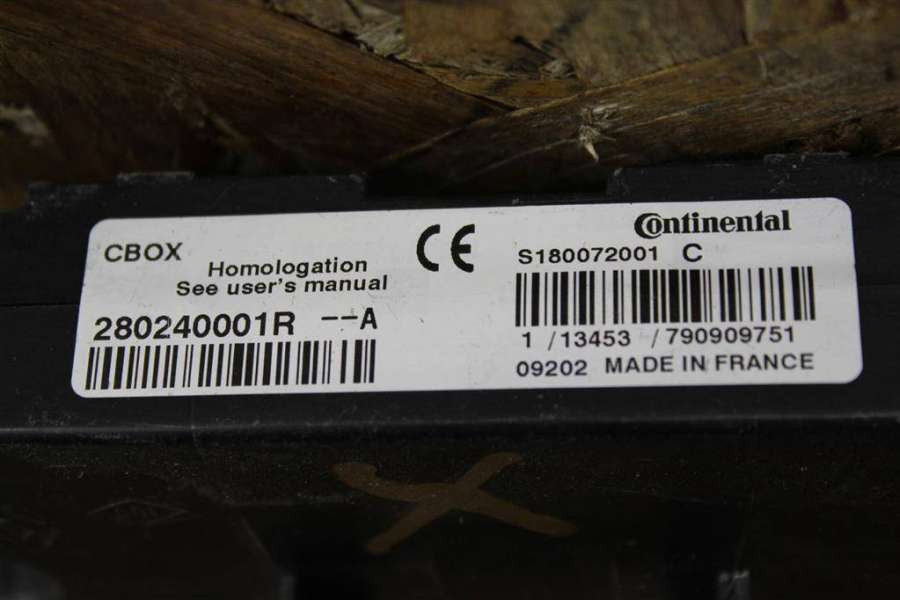 CBOX
Homologation
See user's manual
280240001R --A
CE
Continental
S180072001 C
1 /13453 /790909751
09202 MADE IN FRANCE